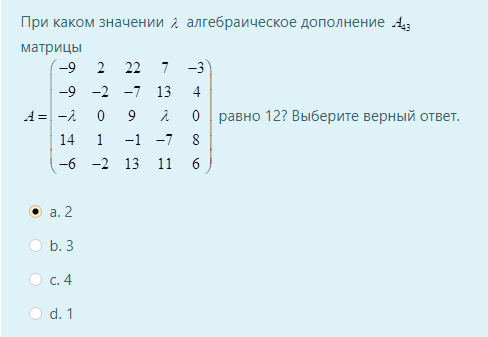 При каком значении λ алгебраическое дополнение A₄₃
матрицы
-9 2 22 7 -3
-9 -2 -7 13 4
A = -λ 0 9 λ 0 равно 12? Выберите верный ответ.
14 1 -1 -7 8
-6 -2 13 11 6
a. 2
b. 3
c. 4
d. 1